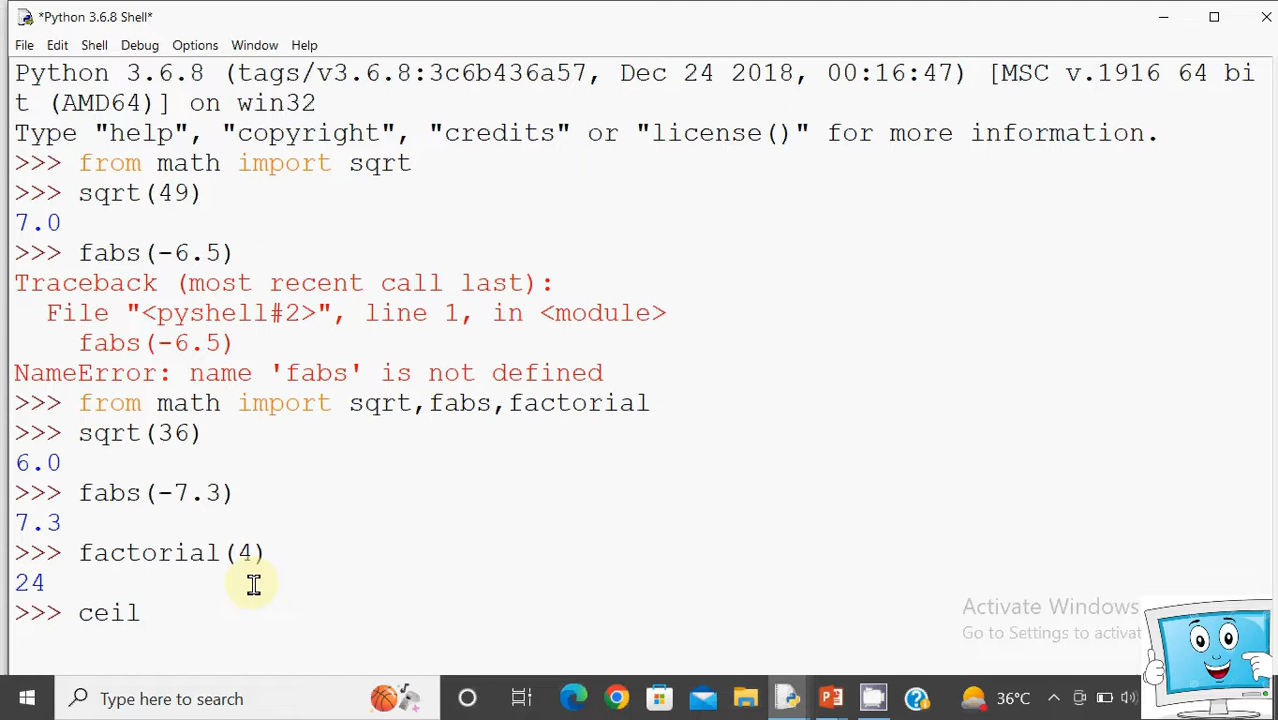 *Python 3.6.8 Shell*
File Edit Shell Debug Options Window Help
Python 3.6.8 (tags/v3.6.8:3c6b436a57, Dec 24 2018, 00:16:47) [MSC v.1916 64 bi
t (AMD64)] on win32
Type "help", "copyright", "credits" or "license()" for more information.
>>> from math import sqrt
>>> sqrt(49)
7.0
>>> fabs(-6.5)
Traceback (most recent call last):
  File "<pyshell#2>", line 1, in <module>
    fabs(-6.5)
NameError: name 'fabs' is not defined
>>> from math import sqrt,fabs,factorial
>>> sqrt(36)
6.0
>>> fabs(-7.3)
7.3
>>> factorial(4)
24
>>> ceil
Activate Windows
Go to Settings to activat
Type here to search
36°C